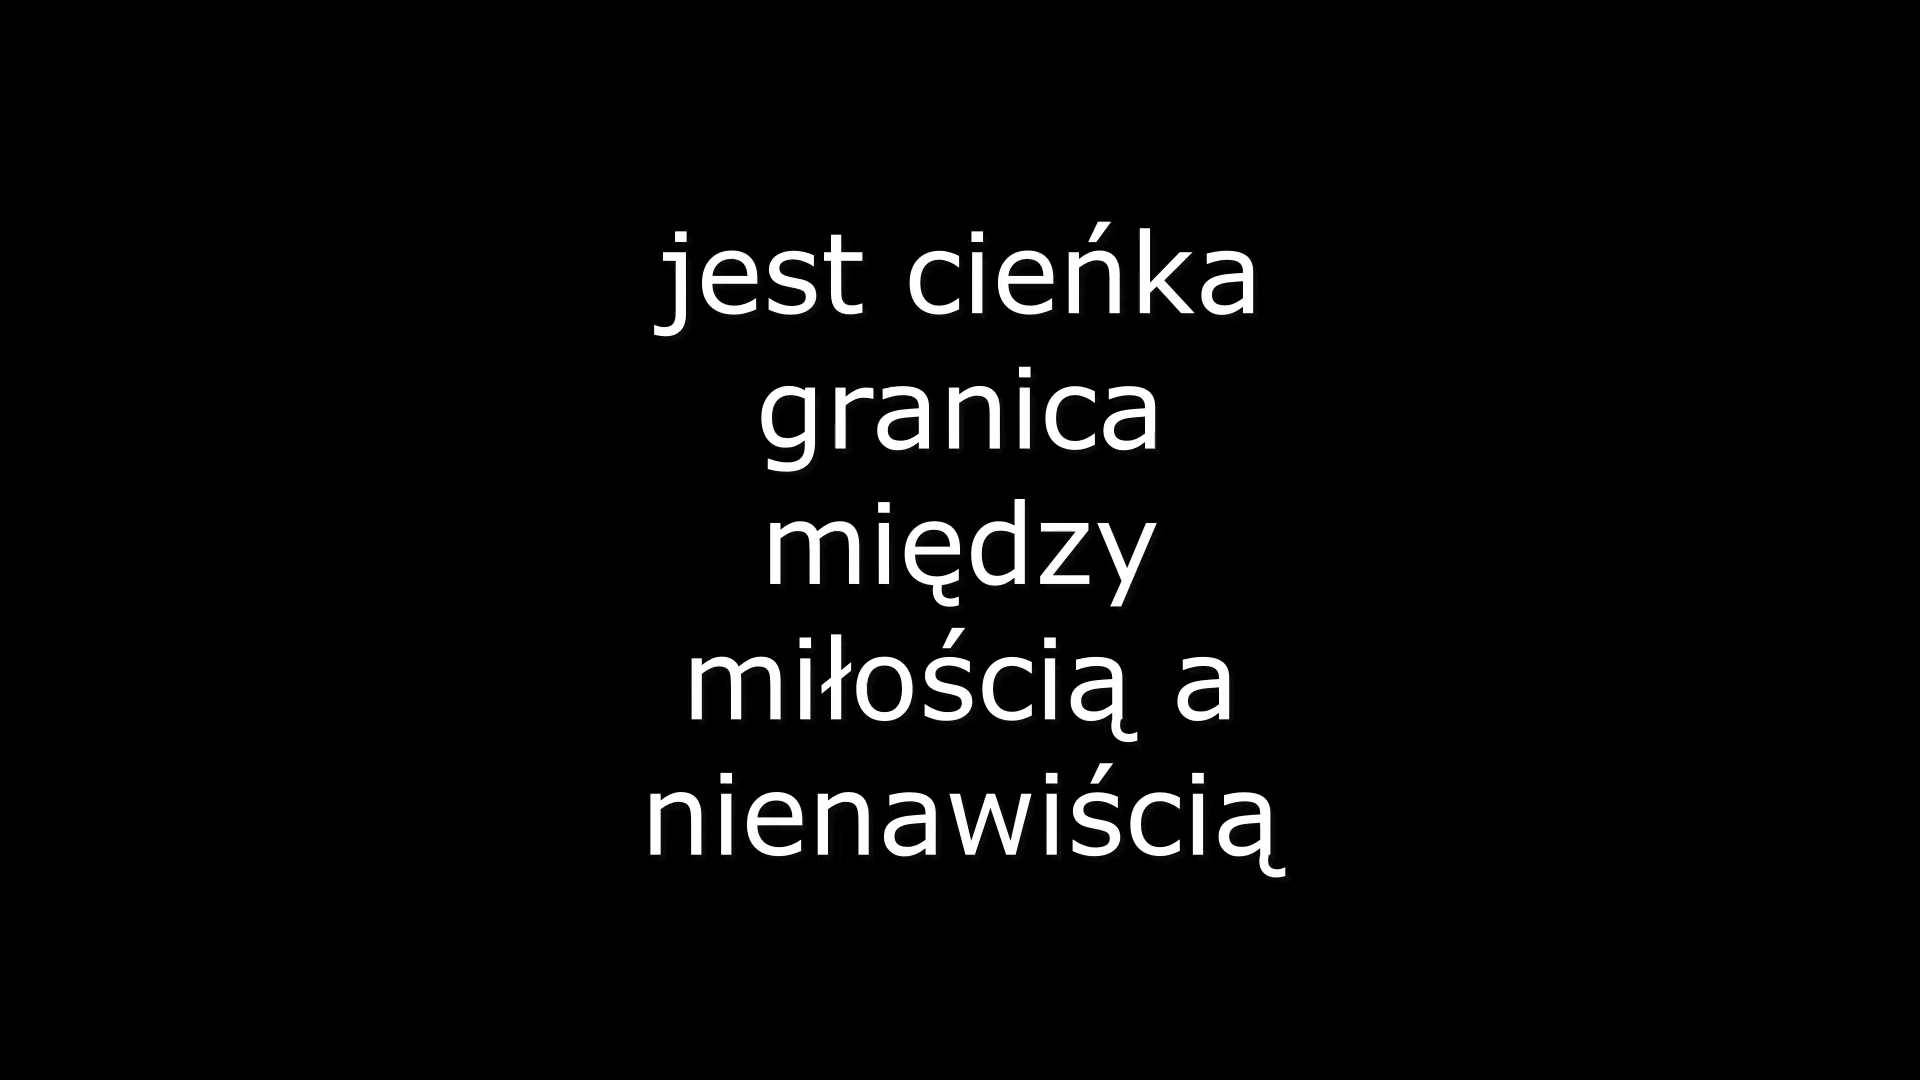 jest cieńka
granica
między
miłością a
nienawiścią